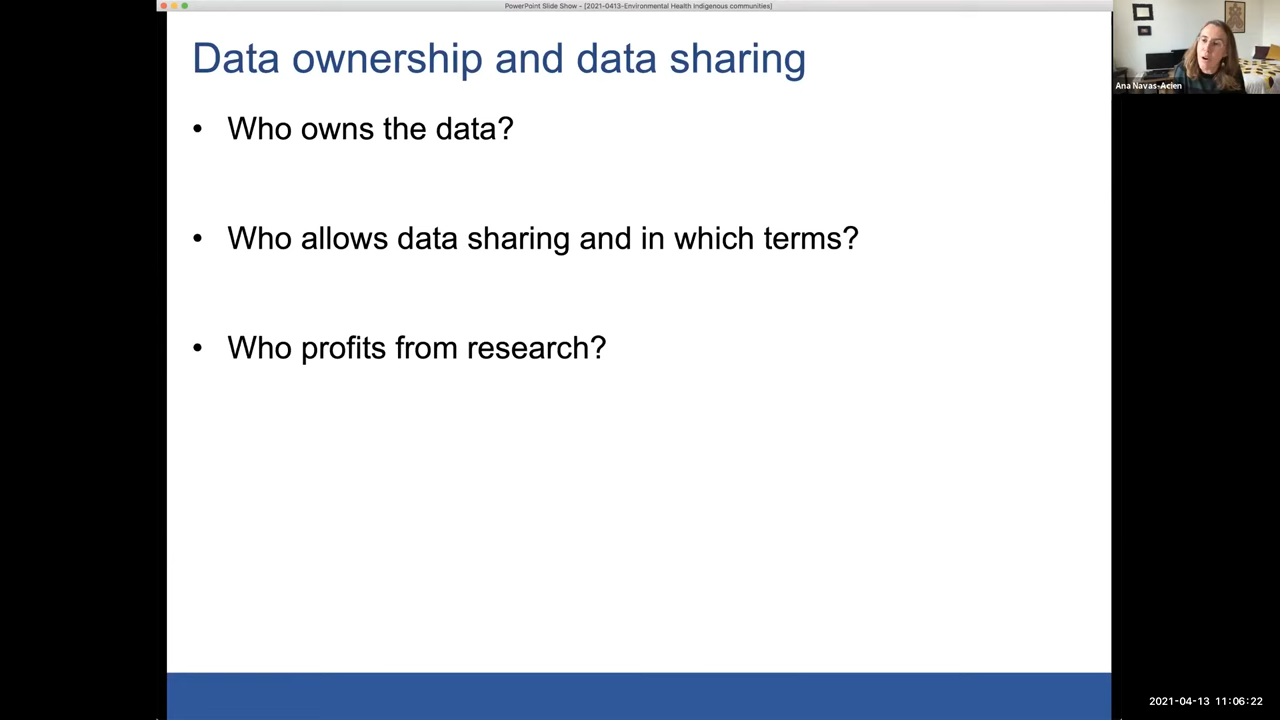 PowerPoint Slide Show - [2021-0413-Environmental Health Indigenous communities]
Data ownership and data sharing
• Who owns the data?
• Who allows data sharing and in which terms?
• Who profits from research?
Ana Navas-Acien
2021-04-13 11:06:22